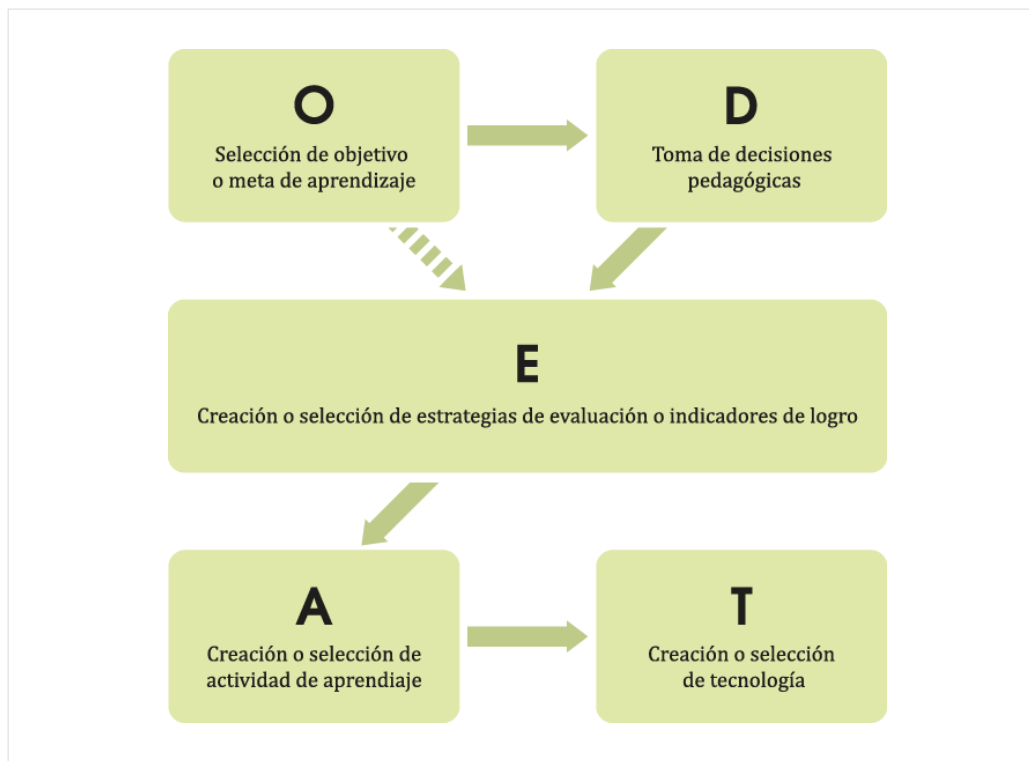 O
Selección de objetivo
o meta de aprendizaje
D
Toma de decisiones
pedagógicas
E
Creación o selección de estrategias de evaluación o indicadores de logro
A
Creación o selección de
actividad de aprendiaje
T
Creación o selección
de tecnología